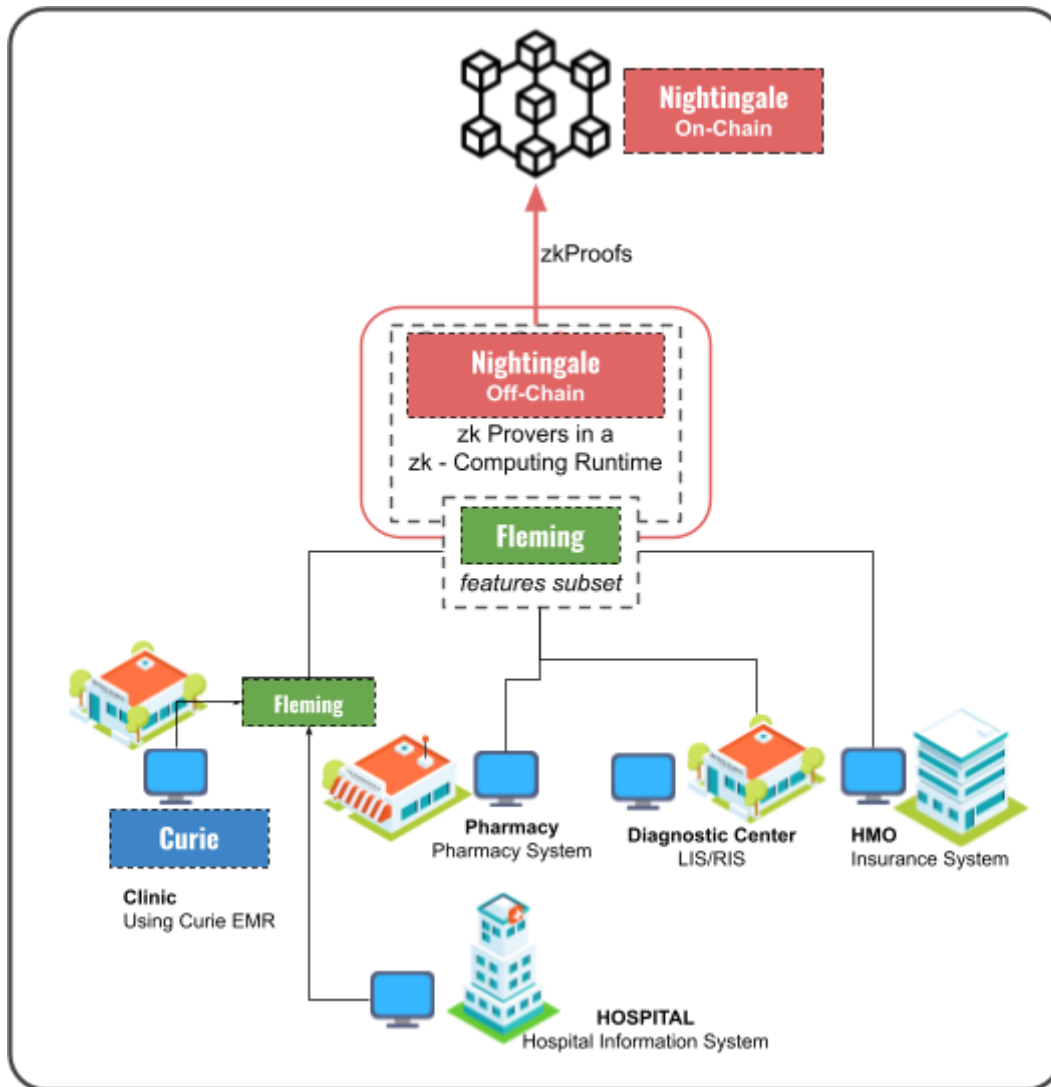 Nightingale
On-Chain
zkProofs
Nightingale
Off-Chain
zk Provers in a
zk - Computing Runtime
Fleming
features subset
Fleming
Curie
Clinic
Using Curie EMR
Pharmacy
Pharmacy System
Diagnostic Center
LIS/RIS
HMO
Insurance System
HOSPITAL
Hospital Information System